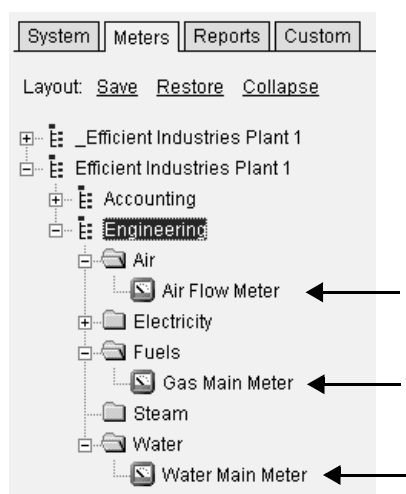 System Meters Reports Custom
Layout: Save Restore Collapse
_Efficient Industries Plant 1
Efficient Industries Plant 1
Accounting
Engineering
Air
Air Flow Meter
Electricity
Fuels
Gas Main Meter
Steam
Water
Water Main Meter